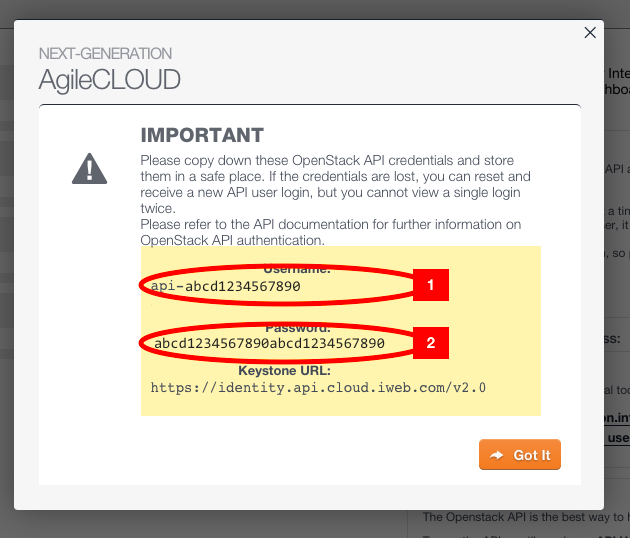 NEXT-GENERATION
AgileCLOUD
IMPORTANT
Please copy down these OpenStack API credentials and store
them in a safe place. If the credentials are lost, you can reset and
receive a new API user login, but you cannot view a single login
twice.
Please refer to the API documentation for further information on
OpenStack API authentication.
Username:
api-abcd1234567890
1
Password:
abcd1234567890abcd1234567890
2
Keystone URL:
https://identity.api.cloud.iweb.com/v2.0
Got It
The Openstack API is the best way to